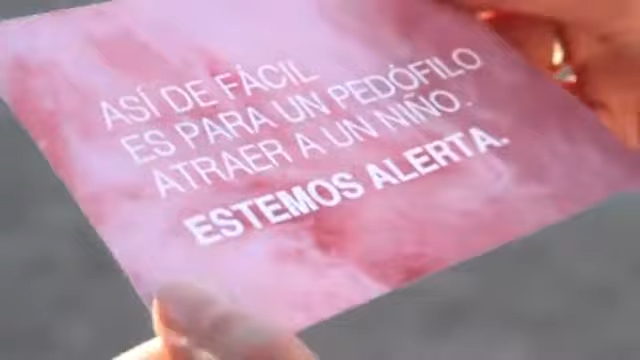 ASÍ DE FÁCIL
ES PARA UN PEDÓFILO
ATRAER A UN NIÑO.
ESTEMOS ALERTA.